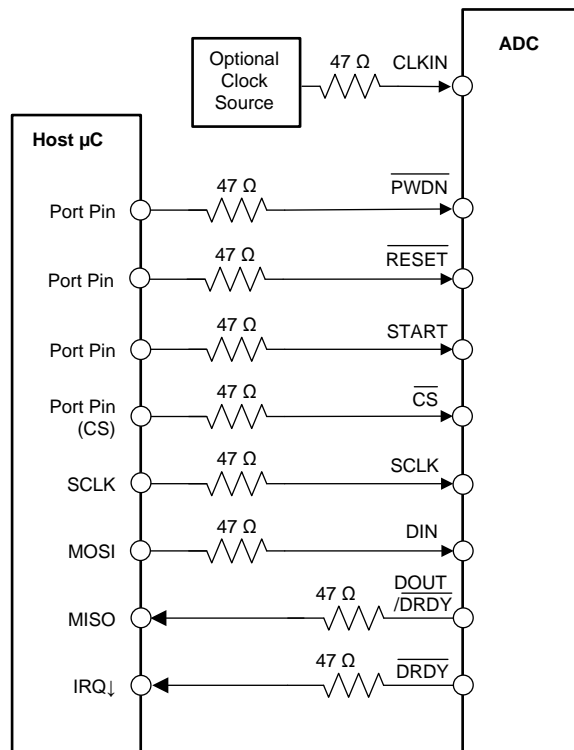 ADC
Optional
Clock
Source
47 Ω
CLKIN
Host µC
Port Pin
47 Ω
PWDN
Port Pin
47 Ω
RESET
Port Pin
47 Ω
START
Port Pin
(CS)
47 Ω
CS
SCLK
47 Ω
SCLK
MOSI
47 Ω
DIN
MISO
47 Ω
DOUT
/DRDY
IRQ↓
47 Ω
DRDY